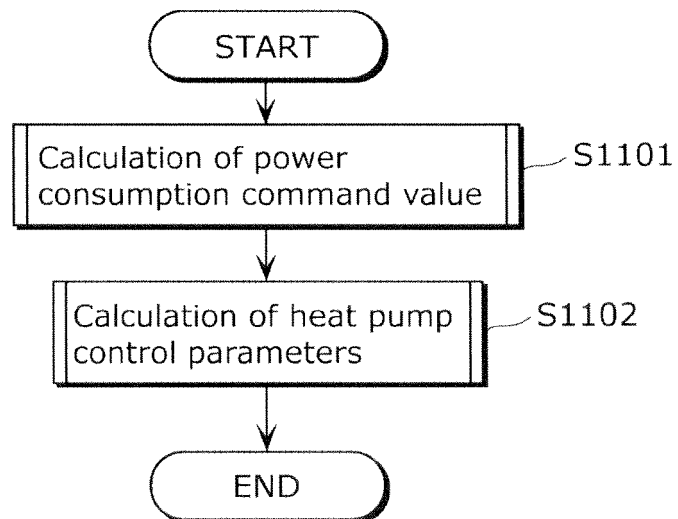 START
Calculation of power
consumption command value
S1101
Calculation of heat pump
control parameters
S1102
END